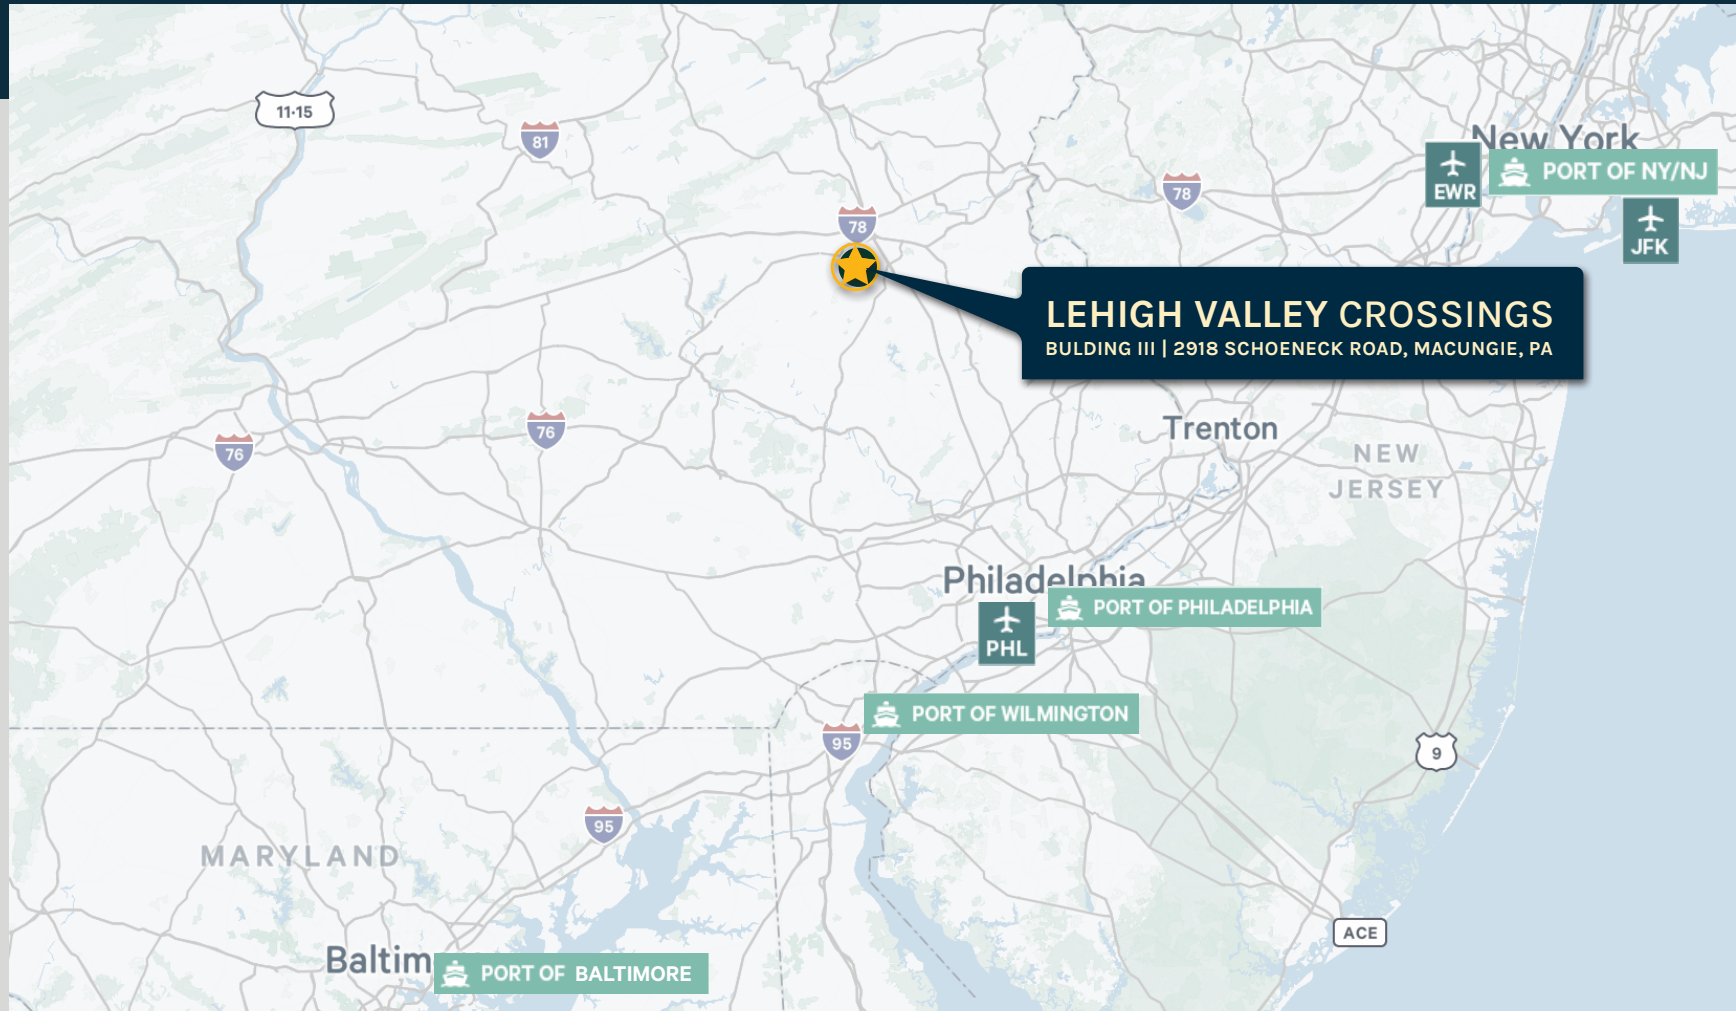 11·15
81
New York
EWR
PORT OF NY/NJ
78
78
JFK
LEHIGH VALLEY CROSSINGS
BULDING III | 2918 SCHOENECK ROAD, MACUNGIE, PA
Trenton
76
76
NEW
JERSEY
Philadelphia
PORT OF PHILADELPHIA
PHL
PORT OF WILMINGTON
95
9
95
MARYLAND
ACE
Baltim
PORT OF BALTIMORE